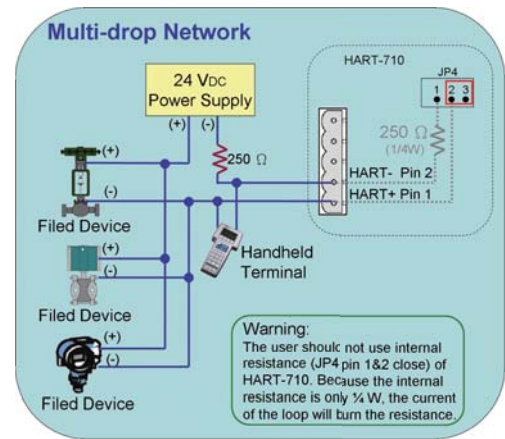 Multi-drop Network
HART-710
JP4
1 2 3
24 VDC
Power Supply
(+) (-)
250 Ω
(1/4W)
250 Ω
(+)
HART- Pin 2
(-)
HART+ Pin 1
Filed Device
Handheld
Terminal
(+)
(-)
Filed Device
(+)
(-)
Filed Device
Warning:
The user should not use internal
resistance (JP4 pin 1&2 close) of
HART-710. Because the internal
resistance is only ¼ W, the current
of the loop will burn the resistance.